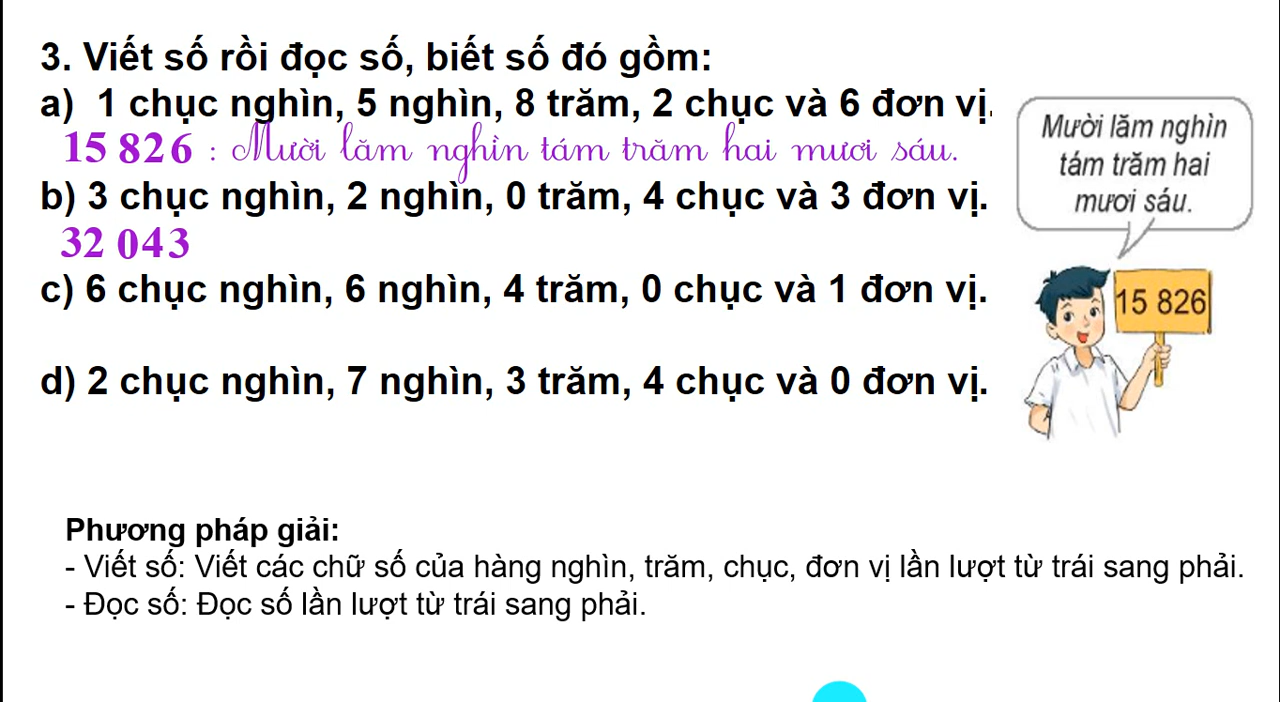 3. Viết số rồi đọc số, biết số đó gồm:
a) 1 chục nghìn, 5 nghìn, 8 trăm, 2 chục và 6 đơn vị.
15 826 : Mười lăm nghìn tám trăm hai mươi sáu.
b) 3 chục nghìn, 2 nghìn, 0 trăm, 4 chục và 3 đơn vị.
32 043
c) 6 chục nghìn, 6 nghìn, 4 trăm, 0 chục và 1 đơn vị.
d) 2 chục nghìn, 7 nghìn, 3 trăm, 4 chục và 0 đơn vị.
Mười lăm nghìn
tám trăm hai
mươi sáu.
15 826
Phương pháp giải:
- Viết số: Viết các chữ số của hàng nghìn, trăm, chục, đơn vị lần lượt từ trái sang phải.
- Đọc số: Đọc số lần lượt từ trái sang phải.